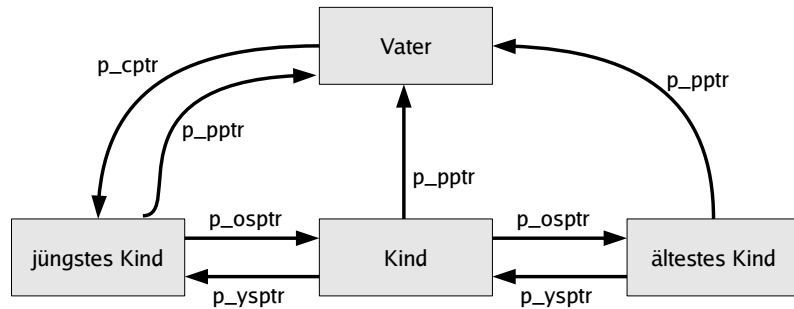 Vater
p_cptr
p_pptr
p_pptr
p_pptr
p_osptr
p_osptr
jüngstes Kind
Kind
ältestes Kind
p_ysptr
p_ysptr